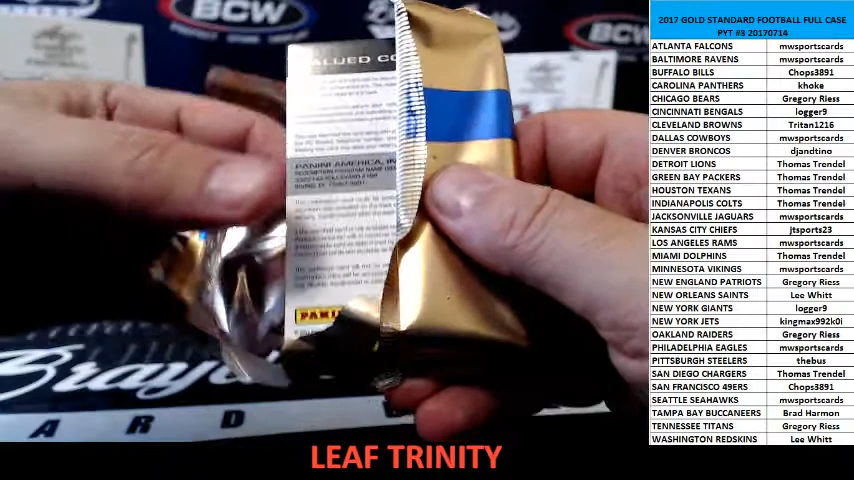 BCW
BCW
ALUED CO
PANINI AMERICA, IN
PANI
Brayd
A R D
LEAF TRINITY
2017 GOLD STANDARD FOOTBALL FULL CASE
PYT #3 20170714
ATLANTA FALCONS mwsportscards
BALTIMORE RAVENS mwsportscards
BUFFALO BILLS Chops3891
CAROLINA PANTHERS khoke
CHICAGO BEARS Gregory Riess
CINCINNATI BENGALS logger9
CLEVELAND BROWNS Tritan1216
DALLAS COWBOYS mwsportscards
DENVER BRONCOS djandtino
DETROIT LIONS Thomas Trendel
GREEN BAY PACKERS Thomas Trendel
HOUSTON TEXANS Thomas Trendel
INDIANAPOLIS COLTS Thomas Trendel
JACKSONVILLE JAGUARS mwsportscards
KANSAS CITY CHIEFS jtsports23
LOS ANGELES RAMS mwsportscards
MIAMI DOLPHINS Thomas Trendel
MINNESOTA VIKINGS mwsportscards
NEW ENGLAND PATRIOTS Gregory Riess
NEW ORLEANS SAINTS Lee Whitt
NEW YORK GIANTS logger9
NEW YORK JETS kingmax992k0i
OAKLAND RAIDERS Gregory Riess
PHILADELPHIA EAGLES mwsportscards
PITTSBURGH STEELERS thebus
SAN DIEGO CHARGERS Thomas Trendel
SAN FRANCISCO 49ERS Chops3891
SEATTLE SEAHAWKS mwsportscards
TAMPA BAY BUCCANEERS Brad Harmon
TENNESSEE TITANS Gregory Riess
WASHINGTON REDSKINS Lee Whitt